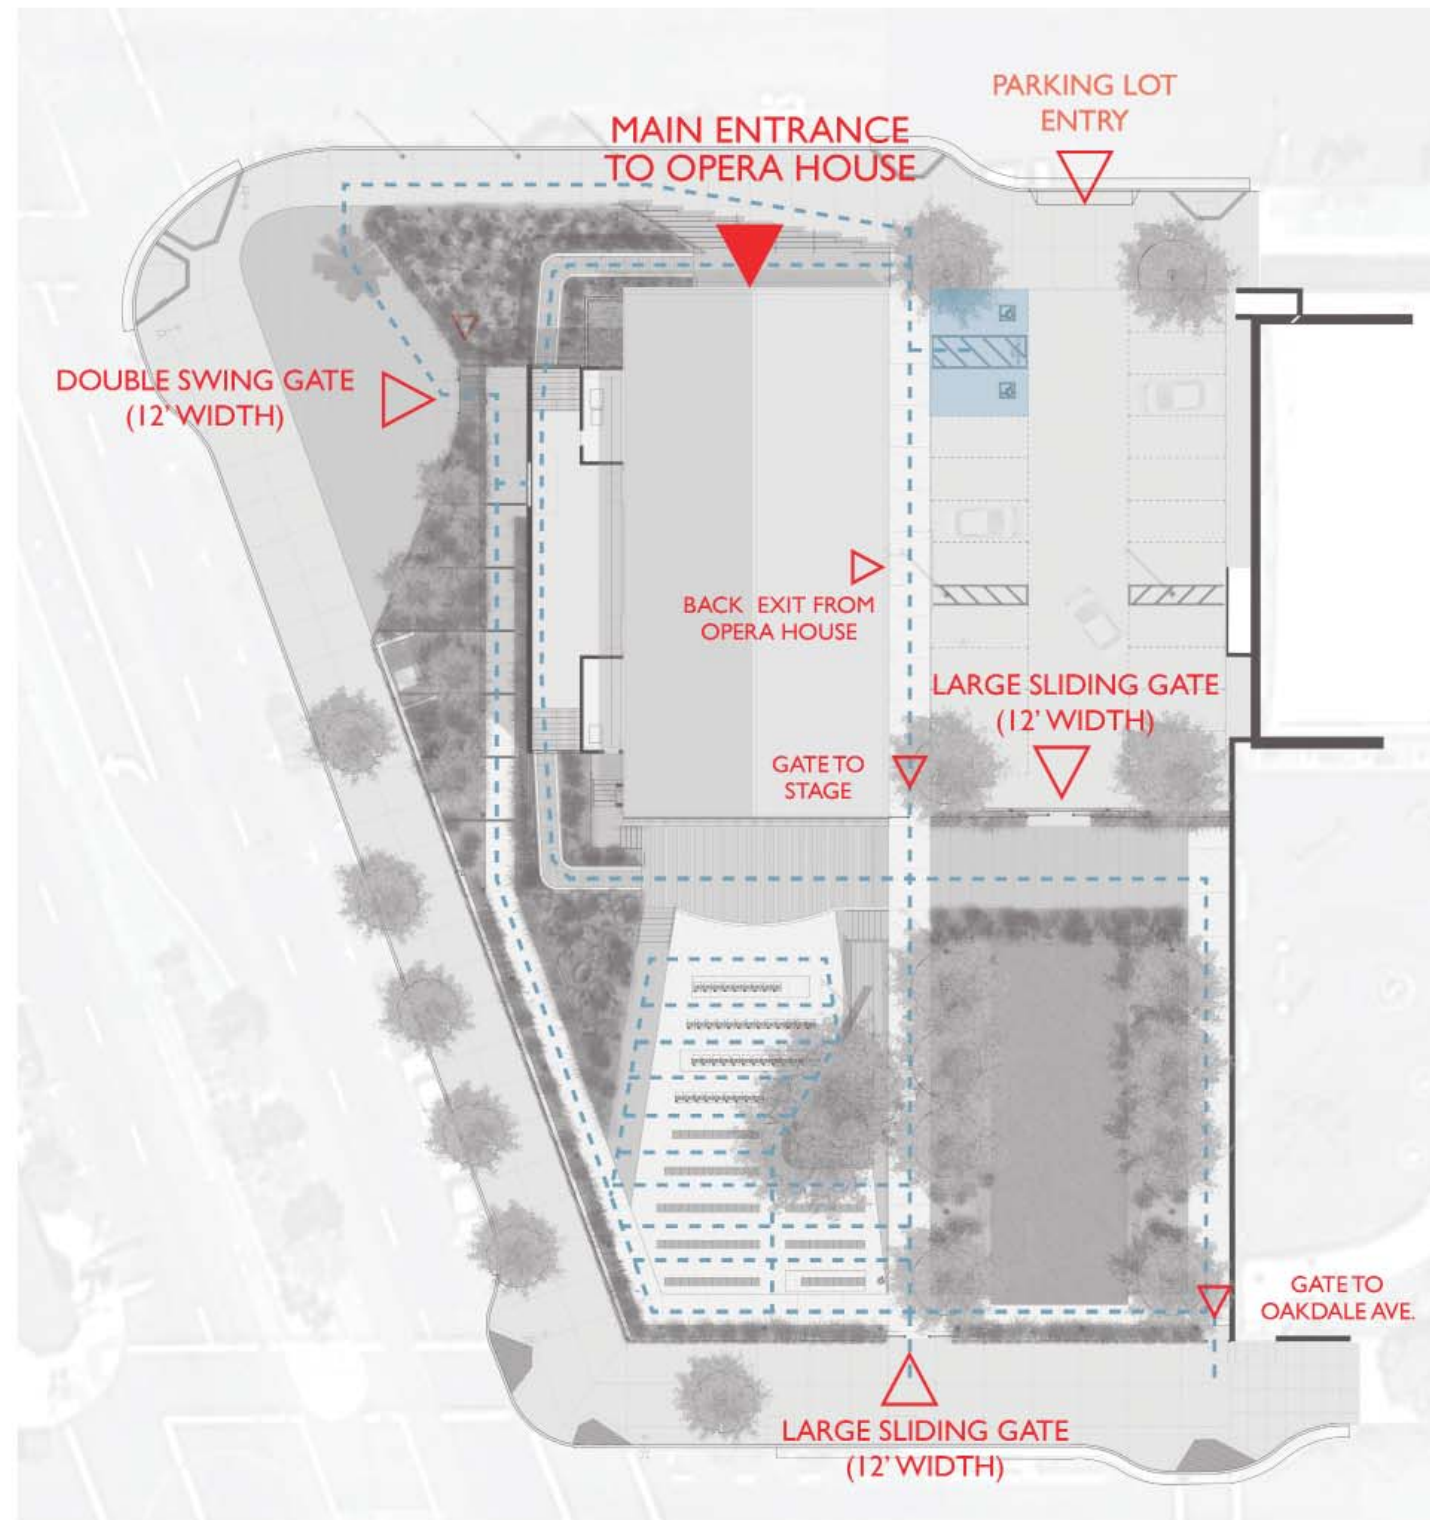 PARKING LOT
ENTRY
MAIN ENTRANCE
TO OPERA HOUSE
DOUBLE SWING GATE
(12' WIDTH)
BACK EXIT FROM
OPERA HOUSE
LARGE SLIDING GATE
(12' WIDTH)
GATE TO
STAGE
GATE TO
OAKDALE AVE.
LARGE SLIDING GATE
(12' WIDTH)